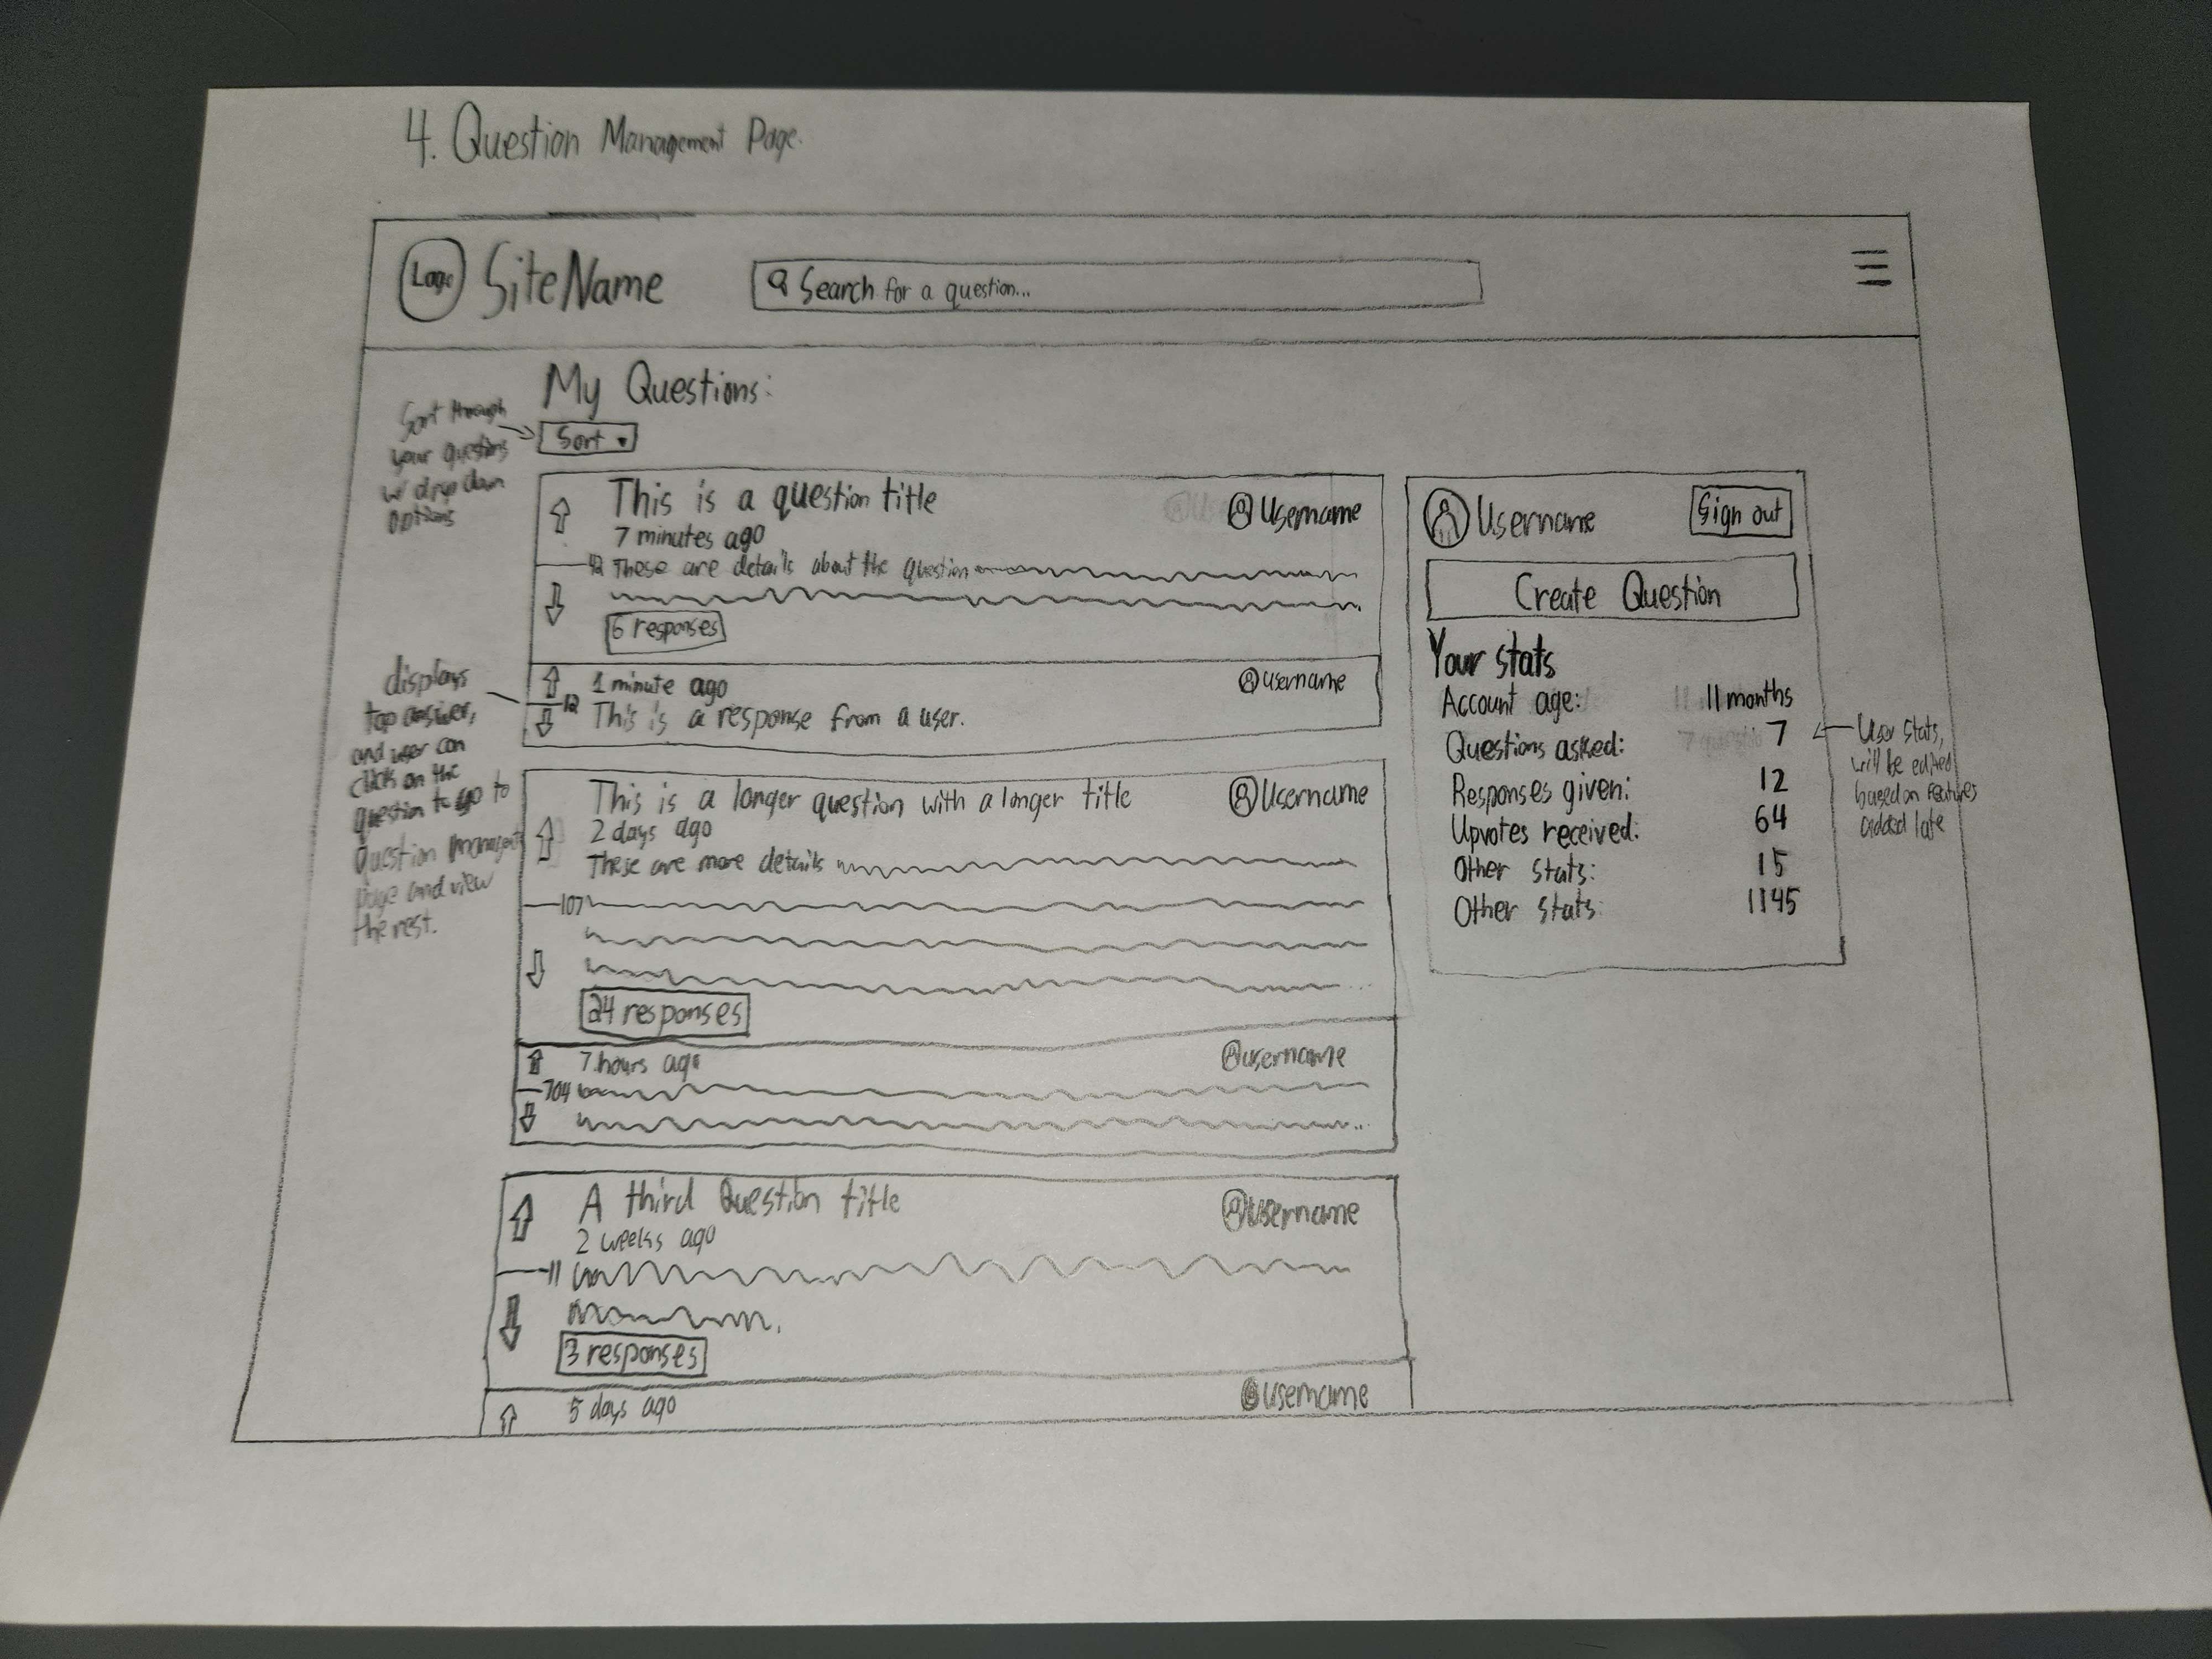 4. Question Management Page.
Logo
SiteName
Search for a question...
My Questions:
Sort through
your questions
w/ drop down
options
Sort
This is a question title
Username
7 minutes ago
42
These are details about the question
6 responses
1 minute ago
username
12
This is a response from a user.
displays
top answer,
and user can
click on the
question to go to
Question managemt
page and view
the rest.
This is a longer question with a longer title
Username
2 days ago
These are more details
107
24 responses
7 hours ago
username
704
A third Question title
username
2 weeks ago
11
3 responses
5 days ago
username
Username
Sign out
Create Question
Your stats
Account age: 11 months
Questions asked: 7
Responses given: 12
Upvotes received: 64
Other stats: 15
Other stats: 1145
User stats,
will be edited
based on features
added late